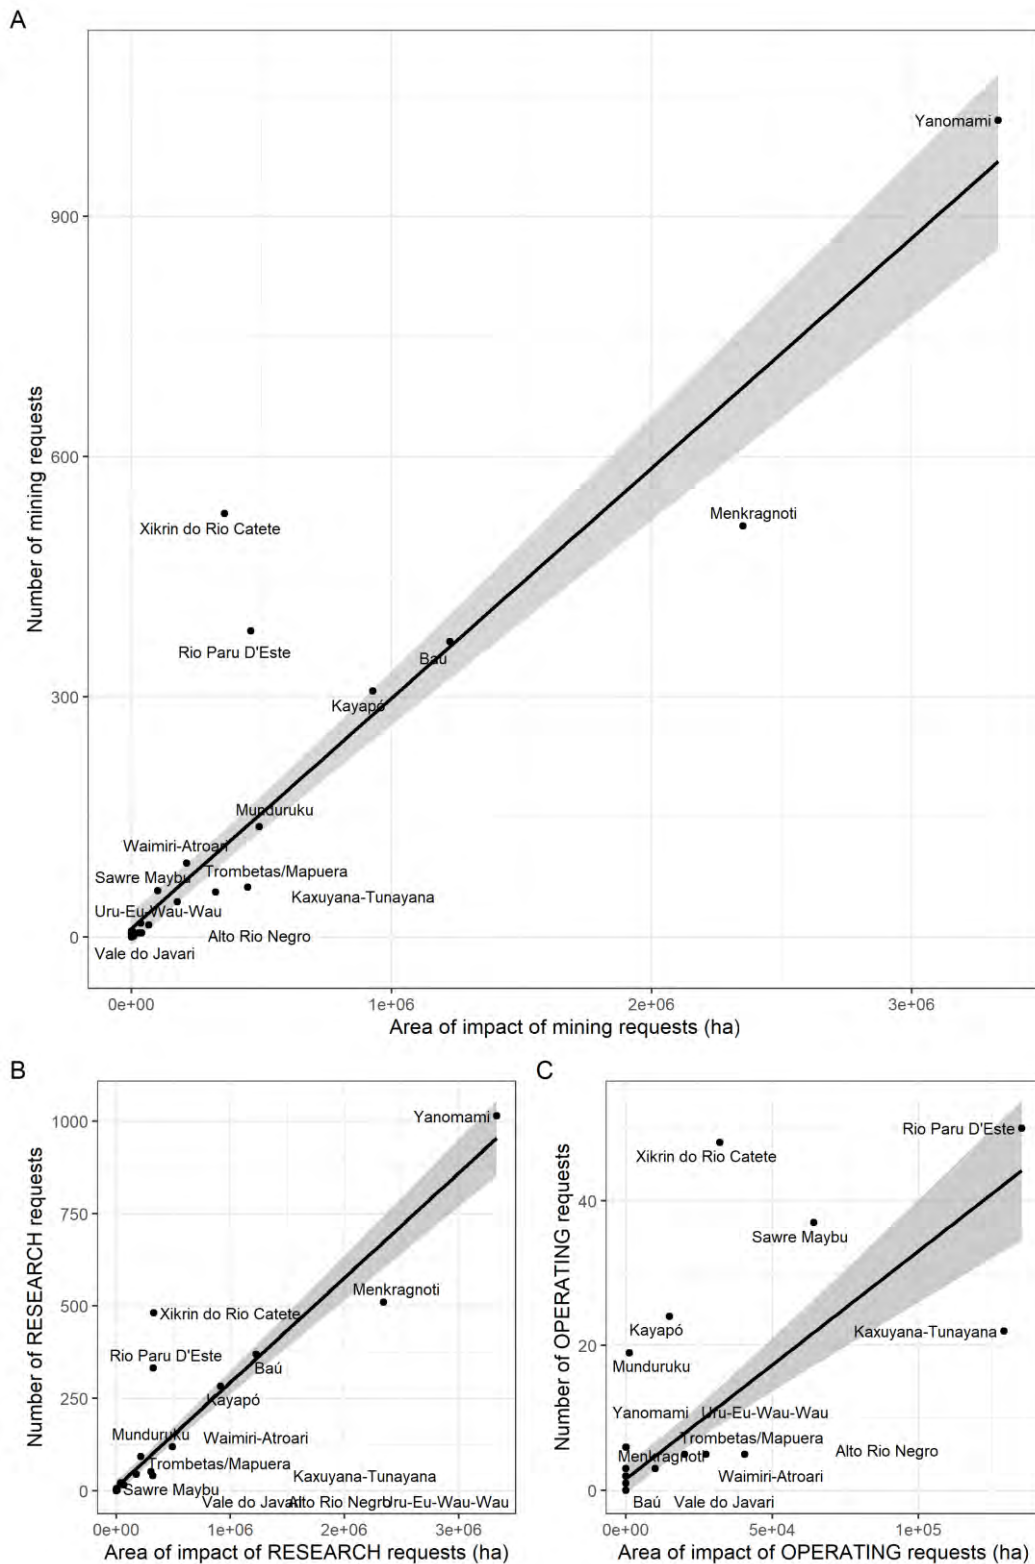 A
Yanomami
900
Number of mining requests
600
Menkragnoti
Xikrin do Rio Catete
Rio Paru D'Este
Baú
300
Kayapó
Munduruku
Waimiri-Atroari
Trombetas/Mapuera
Sawre Maybu
Kaxuyana-Tunayana
Uru-Eu-Wau-Wau
0
Alto Rio Negro
Vale do Javari
0e+00 1e+06 2e+06 3e+06
Area of impact of mining requests (ha)
B
1000
Yanomami
Number of RESEARCH requests
750
Menkragnoti
500
Xikrin do Rio Catete
Rio Paru D'Este
Baú
250
Kayapó
Munduruku
Waimiri-Atroari
Trombetas/Mapuera
Kaxuyana-Tunayana
0
Sawre Maybu
Vale do Javari
Alto Rio Negro
Uru-Eu-Wau-Wau
0e+00 1e+06 2e+06 3e+06
Area of impact of RESEARCH requests (ha)
C
Rio Paru D'Este
Xikrin do Rio Catete
Number of OPERATING requests
40
Sawre Maybu
Kayapó
Kaxuyana-Tunayana
20
Munduruku
Yanomami
Uru-Eu-Wau-Wau
Trombetas/Mapuera
Menkragnoti
Alto Rio Negro
Waimiri-Atroari
0
Baú
Vale do Javari
0e+00 5e+04 1e+05
Area of impact of OPERATING requests (ha)